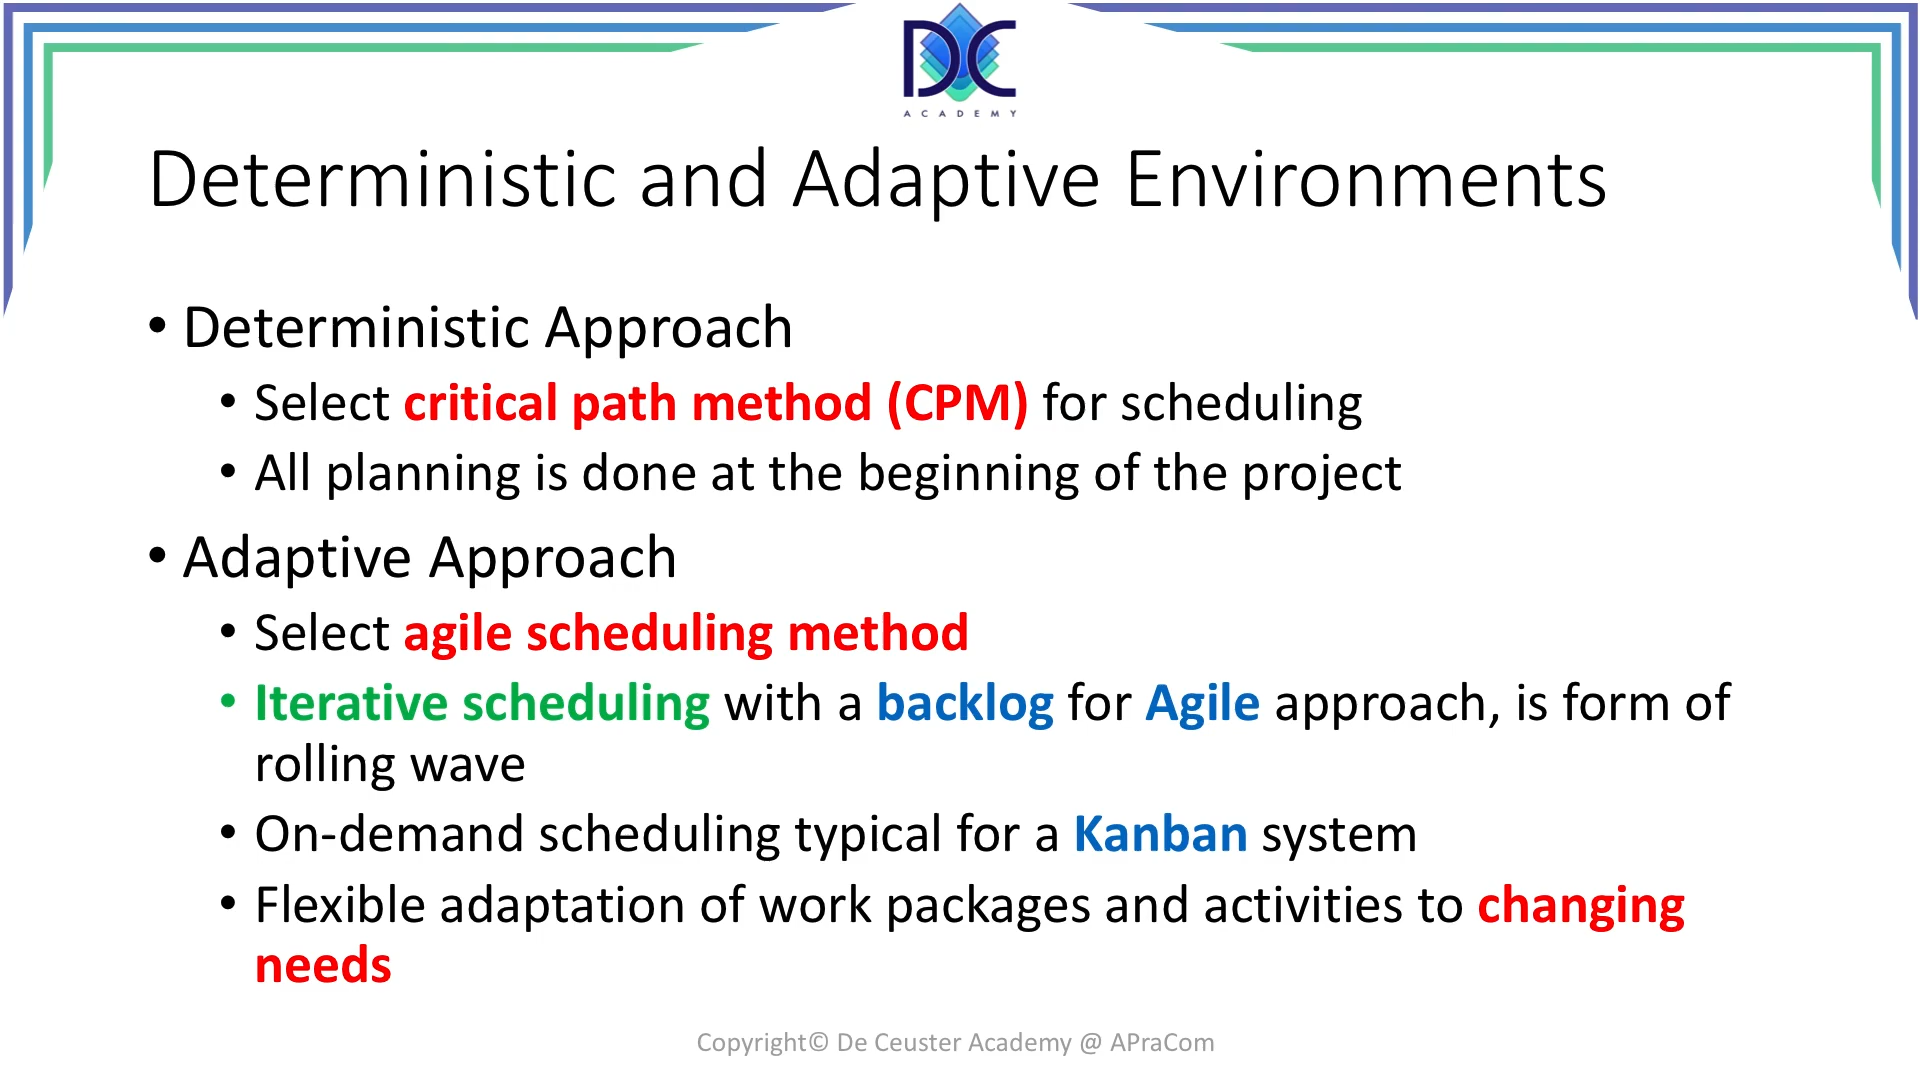 DC
ACADEMY
Deterministic and Adaptive Environments
• Deterministic Approach
• Select critical path method (CPM) for scheduling
• All planning is done at the beginning of the project
• Adaptive Approach
• Select agile scheduling method
• Iterative scheduling with a backlog for Agile approach, is form of
rolling wave
• On-demand scheduling typical for a Kanban system
• Flexible adaptation of work packages and activities to changing
needs
Copyright© De Ceuster Academy @ APraCom